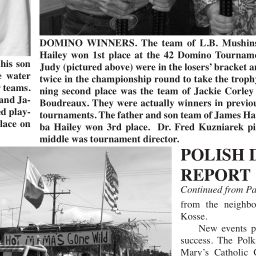 his son
water
teams.
and Ja-
ed play-
lace on
DOMINO WINNERS. The team of L.B. Mushins
Hailey won 1st place at the 42 Domino Tourname
Judy (pictured above) were in the losers' bracket a
twice in the championship round to take the trophy
ning second place was the team of Jackie Corley
Boudreaux. They were actually winners in previou
tournaments. The father and son team of James Ha
ba Hailey won 3rd place. Dr. Fred Kuzniarek pi
middle was tournament director.
POLISH D
REPORT
Continued from Pa
from the neighbo
Kosse.
New events p
success. The Polk
Mary's Catholic C
HOT
Gone Wild